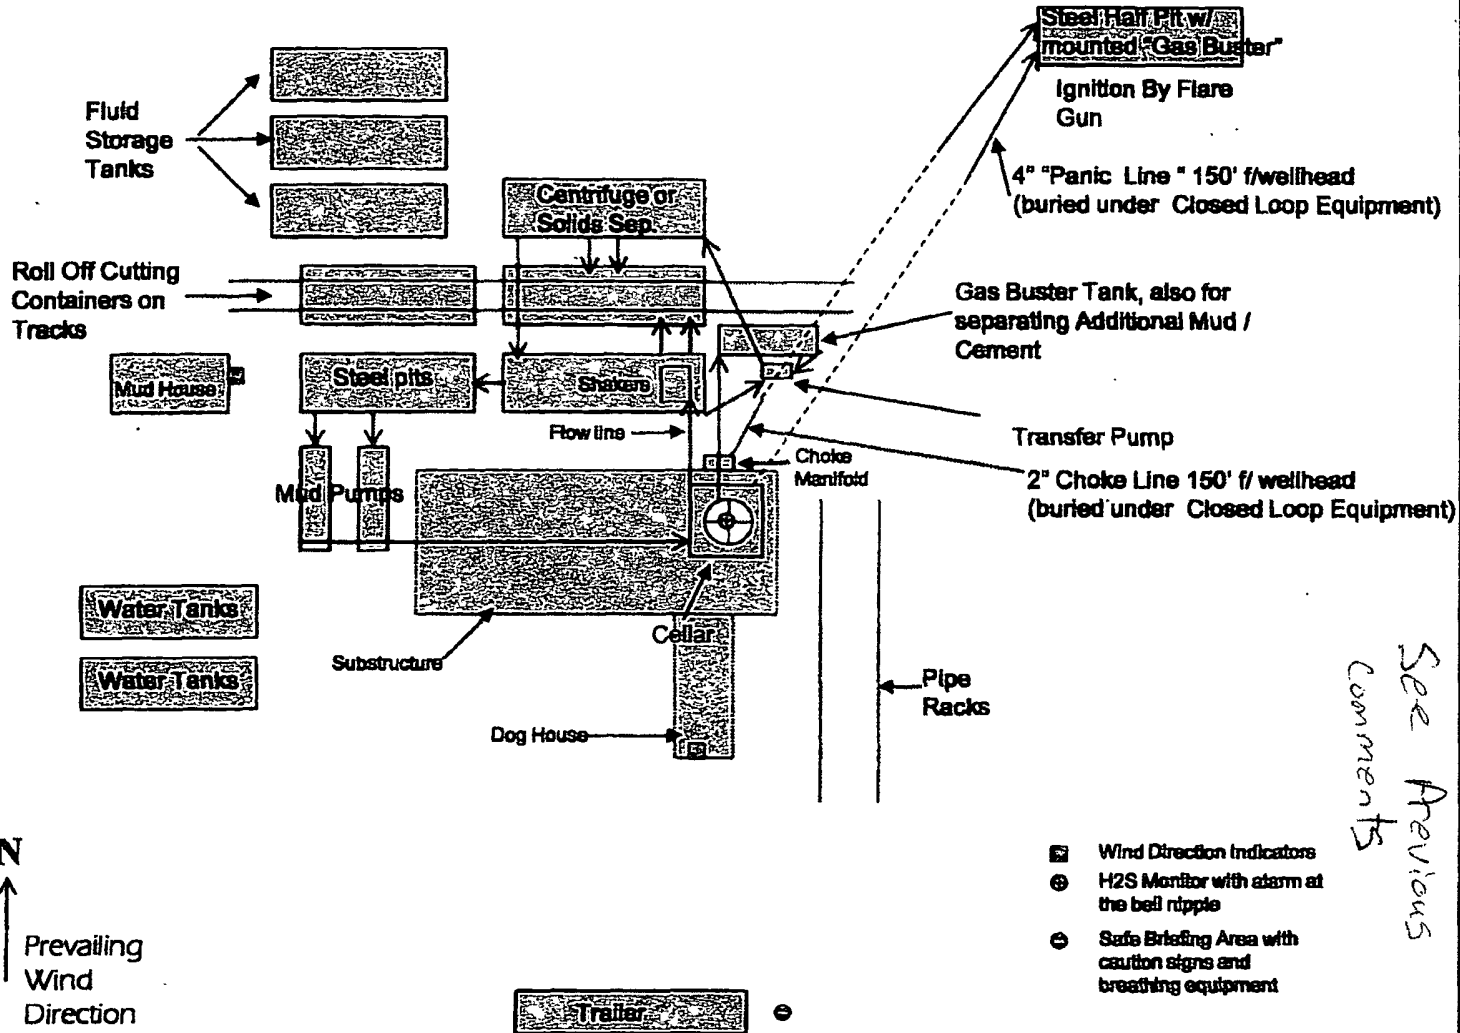 Steel Half Pit w/
mounted "Gas Buster"
Ignition By Flare
Gun
Fluid
Storage
Tanks
4" "Panic Line " 150' f/wellhead
(buried under Closed Loop Equipment)
Centrifuge or
Solids Sep.
Roll Off Cutting
Containers on
Tracks
Gas Buster Tank, also for
separating Additional Mud /
Cement
Mud House
Steel pits
Shakers
Flow line
Transfer Pump
Choke
Manifold
2" Choke Line 150' f/ wellhead
(buried under Closed Loop Equipment)
Mud Pumps
Water Tanks
Cellar
Substructure
Water Tanks
Pipe
Racks
Dog House
See Previous
Comments
N
Prevailing
Wind
Direction
Wind Direction Indicators
H2S Monitor with alarm at
the bell nipple
Safe Briefing Area with
caution signs and
breathing equipment
Trailer